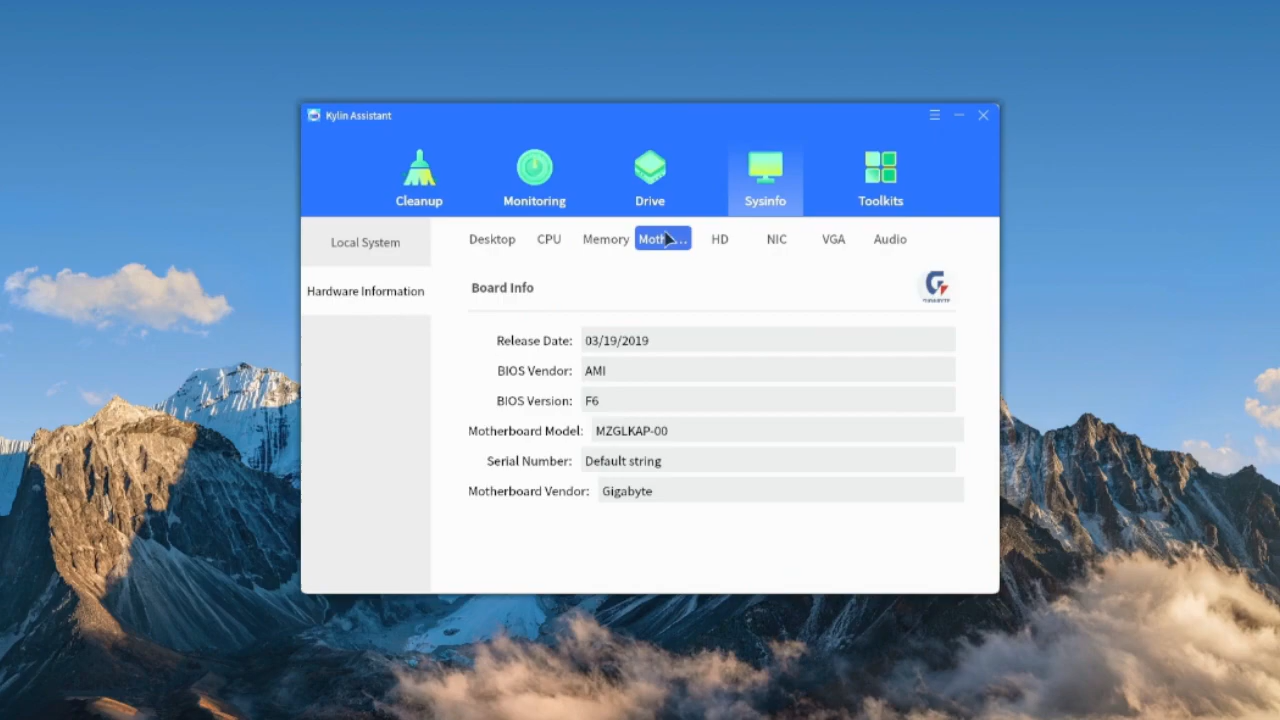 Kylin Assistant
Cleanup Monitoring Drive Sysinfo Toolkits
Local System
Hardware Information
Desktop CPU Memory Moth... HD NIC VGA Audio
Board Info
GIGABYTE
Release Date: 03/19/2019
BIOS Vendor: AMI
BIOS Version: F6
Motherboard Model: MZGLKAP-00
Serial Number: Default string
Motherboard Vendor: Gigabyte